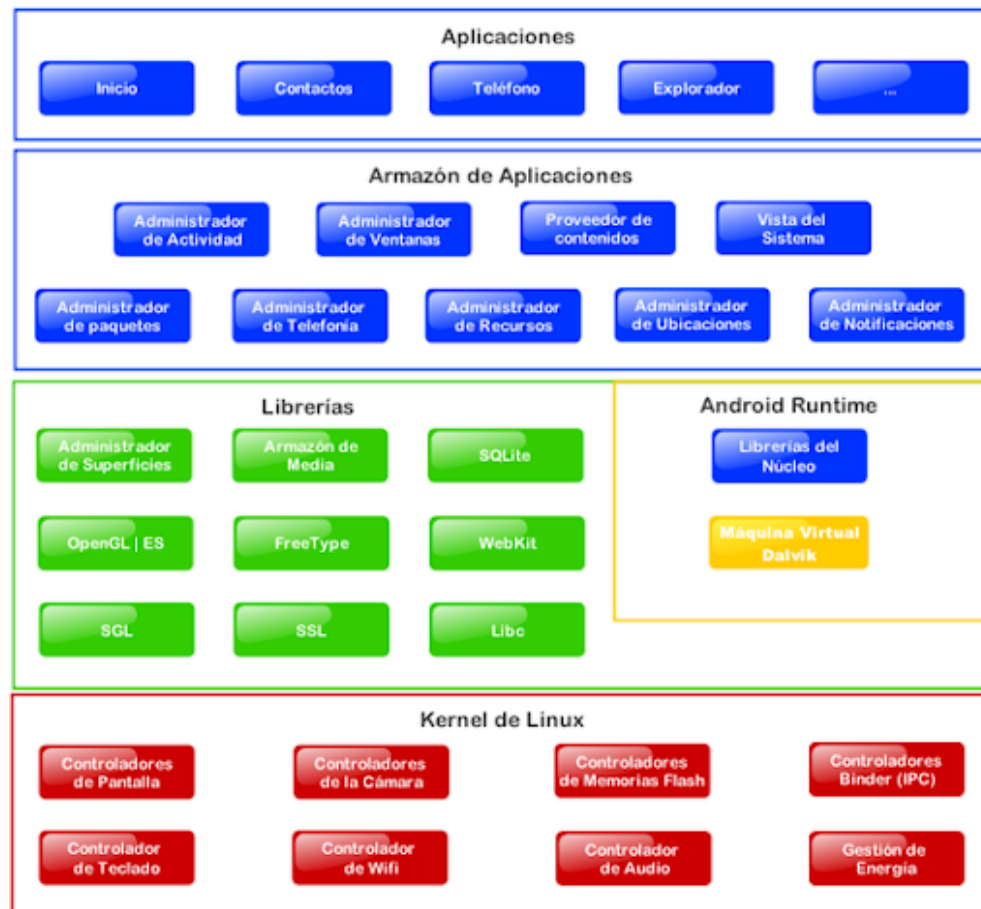 Aplicaciones
Inicio
Contactos
Teléfono
Explorador
...
Armazón de Aplicaciones
Administrador
de Actividad
Administrador
de Ventanas
Proveedor de
contenidos
Vista del
Sistema
Administrador
de paquetes
Administrador
de Telefonía
Administrador
de Recursos
Administrador
de Ubicaciones
Administrador
de Notificaciones
Librerías
Administrador
de Superficies
Armazón de
Media
SQLite
OpenGL | ES
FreeType
WebKit
SGL
SSL
Libc
Android Runtime
Librerías del
Núcleo
Máquina Virtual
Dalvik
Kernel de Linux
Controladores
de Pantalla
Controladores
de la Cámara
Controladores
de Memorias Flash
Controladores
Binder (IPC)
Controlador
de Teclado
Controlador
de Wifi
Controlador
de Audio
Gestión de
Energía